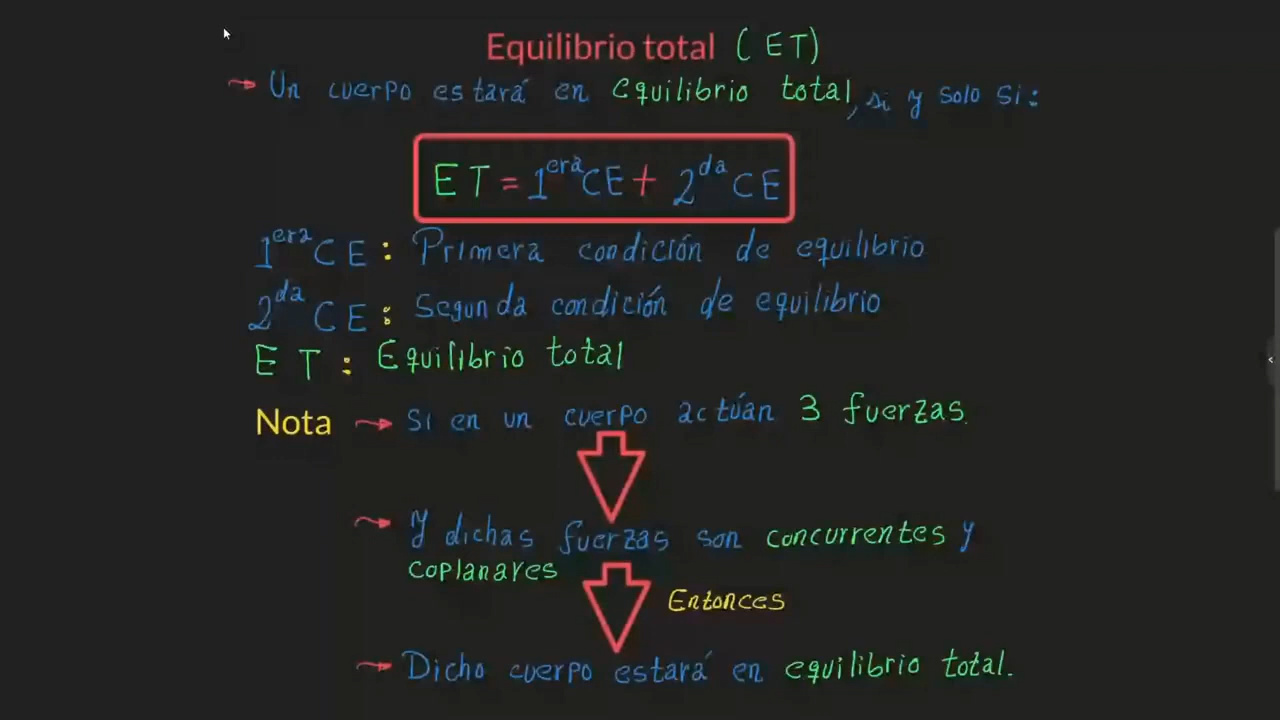 Equilibrio total (ET)
Un cuerpo estará en equilibrio total, si y solo si:
ET = 1era CE + 2da CE
1era CE : Primera condición de equilibrio
2da CE : Segunda condición de equilibrio
ET : Equilibrio total
Nota → Si en un cuerpo actúan 3 fuerzas.
→ Y dichas fuerzas son concurrentes y
coplanares
Entonces
→ Dicho cuerpo estará en equilibrio total.